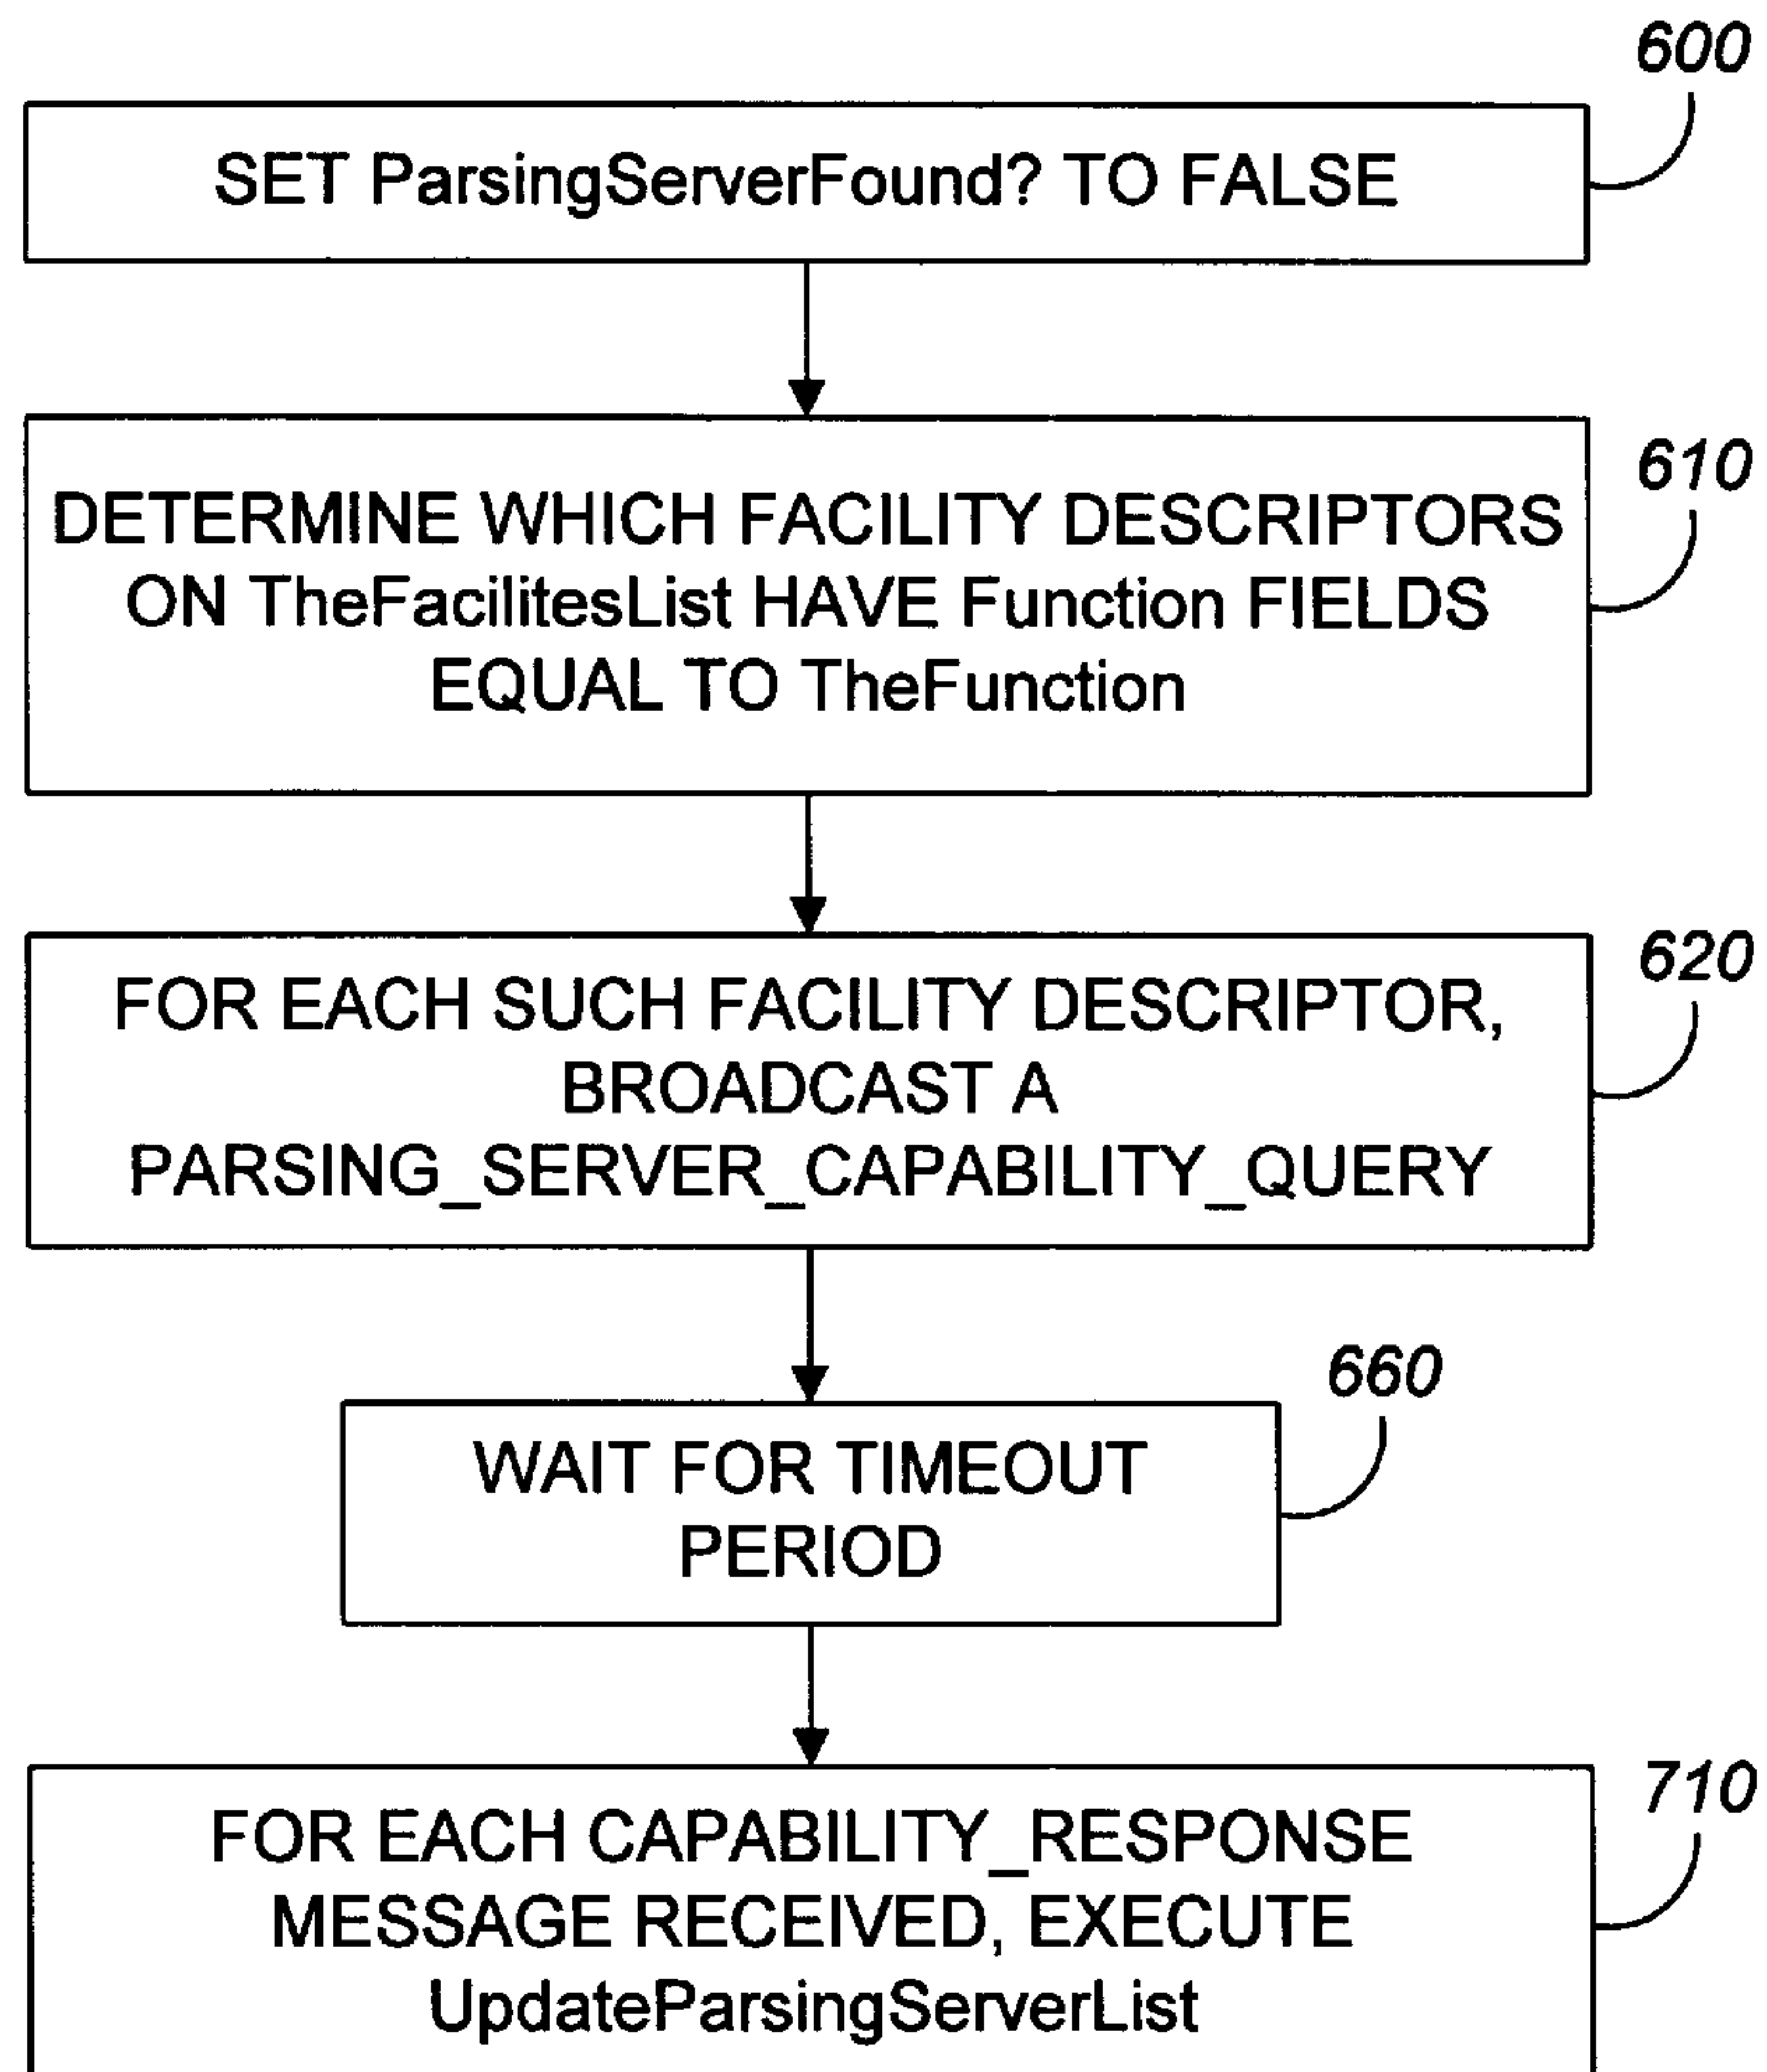 600
SET ParsingServerFound? TO FALSE
610
DETERMINE WHICH FACILITY DESCRIPTORS
ON TheFacilitesList HAVE Function FIELDS
EQUAL TO TheFunction
620
FOR EACH SUCH FACILITY DESCRIPTOR,
BROADCAST A
PARSING_SERVER_CAPABILITY_QUERY
660
WAIT FOR TIMEOUT
PERIOD
710
FOR EACH CAPABILITY_RESPONSE
MESSAGE RECEIVED, EXECUTE
UpdateParsingServerList